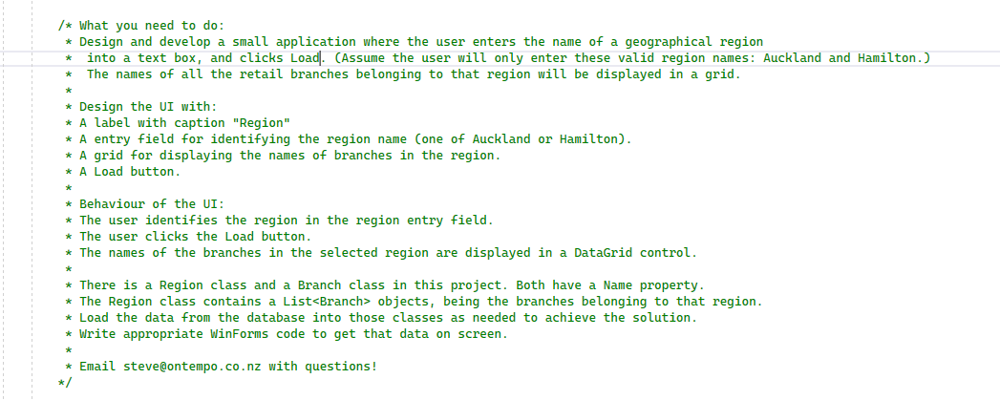 /* What you need to do:
* Design and develop a small application where the user enters the name of a geographical region
* into a text box, and clicks Load. (Assume the user will only enter these valid region names: Auckland and Hamilton.)
* The names of all the retail branches belonging to that region will be displayed in a grid.
*
* Design the UI with:
* A label with caption "Region"
* A entry field for identifying the region name (one of Auckland or Hamilton).
* A grid for displaying the names of branches in the region.
* A Load button.
*
* Behaviour of the UI:
* The user identifies the region in the region entry field.
* The user clicks the Load button.
* The names of the branches in the selected region are displayed in a DataGrid control.
*
* There is a Region class and a Branch class in this project. Both have a Name property.
* The Region class contains a List<Branch> objects, being the branches belonging to that region.
* Load the data from the database into those classes as needed to achieve the solution.
* Write appropriate WinForms code to get that data on screen.
*
* Email steve@ontempo.co.nz with questions!
*/